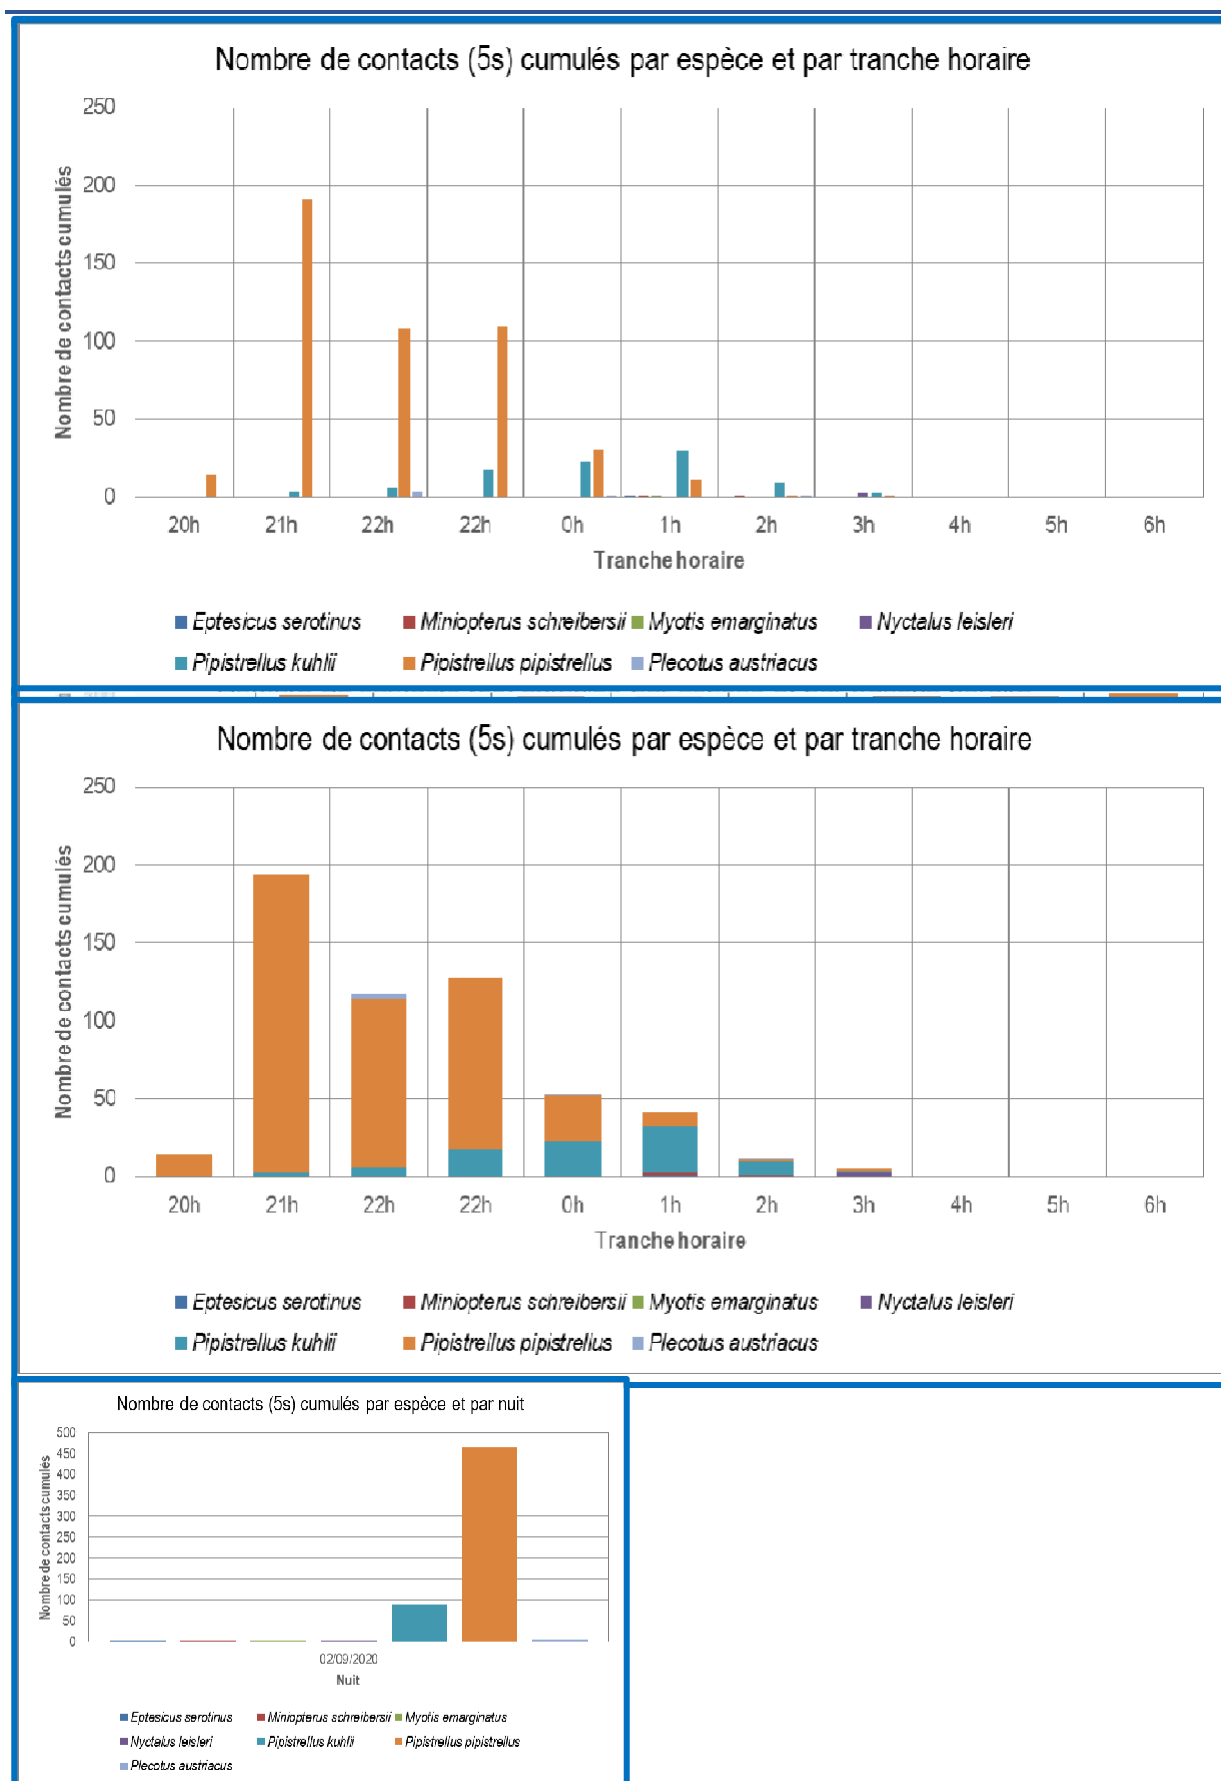 Nombre de contacts (5s) cumulés par espèce et par tranche horaire
Nombre de contacts cumulés
250
200
150
100
50
0
20h 21h 22h 22h 0h 1h 2h 3h 4h 5h 6h
Tranche horaire
Eptesicus serotinus Miniopterus schreibersii Myotis emarginatus Nyctalus leisleri
Pipistrellus kuhlii Pipistrellus pipistrellus Plecotus austriacus
Nombre de contacts (5s) cumulés par espèce et par tranche horaire
Nombre de contacts cumulés
250
200
150
100
50
0
20h 21h 22h 22h 0h 1h 2h 3h 4h 5h 6h
Tranche horaire
Eptesicus serotinus Miniopterus schreibersii Myotis emarginatus Nyctalus leisleri
Pipistrellus kuhlii Pipistrellus pipistrellus Plecotus austriacus
Nombre de contacts (5s) cumulés par espèce et par nuit
Nombre de contacts cumulés
500
450
400
350
300
250
200
150
100
50
0
02/09/2020
Nuit
Eptesicus serotinus Miniopterus schreibersii Myotis emarginatus
Nyctalus leisleri Pipistrellus kuhlii Pipistrellus pipistrellus
Plecotus austriacus